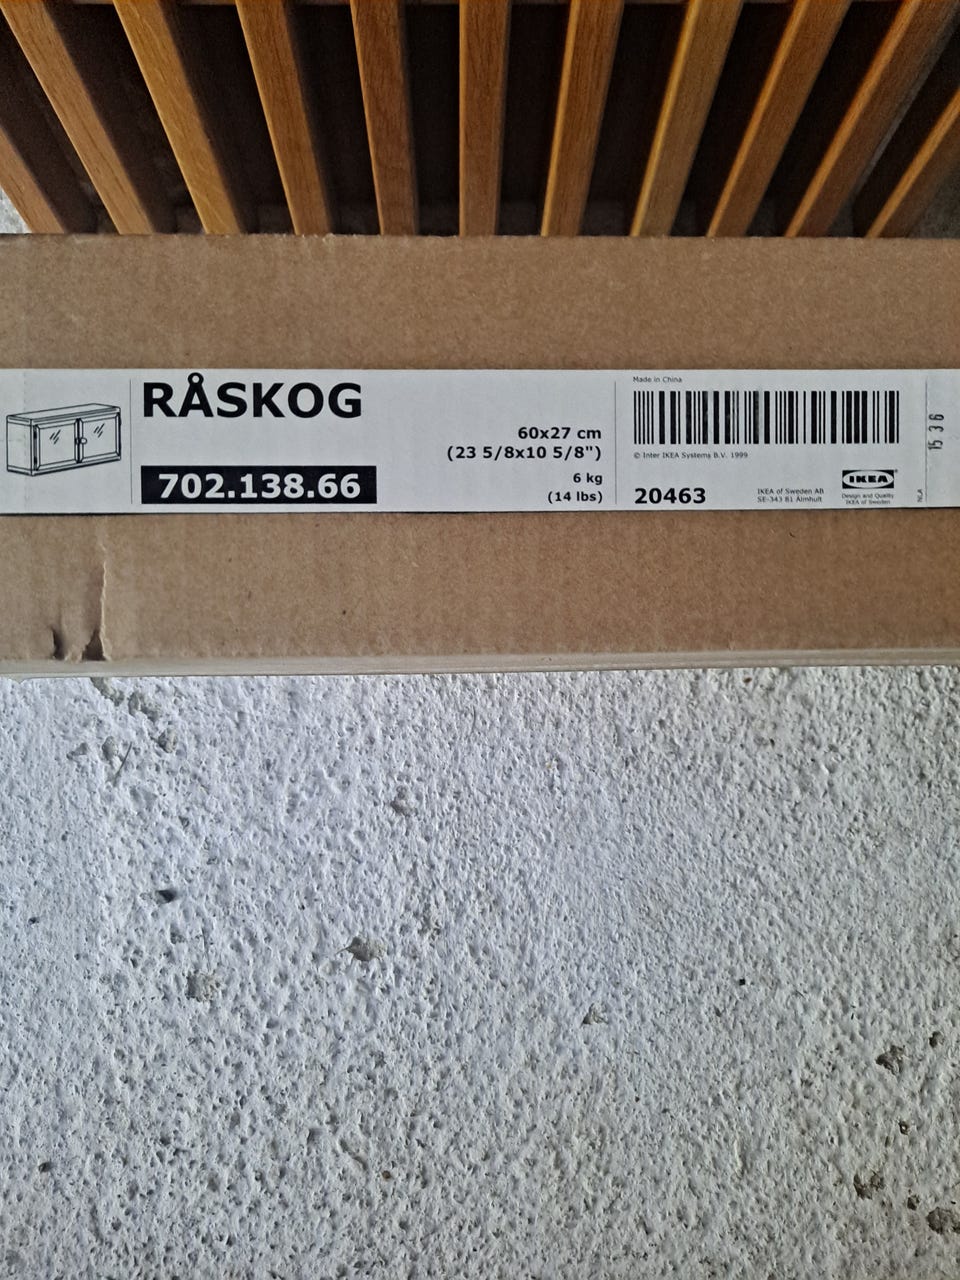 RÅSKOG
702.138.66
60x27 cm
(23 5/8x10 5/8")
6 kg
(14 lbs)
Made in China
© Inter IKEA Systems B.V. 1999
20463
IKEA of Sweden AB
SE-343 81 Älmhult
IKEA
Design and Quality
IKEA of Sweden
NLA
1536